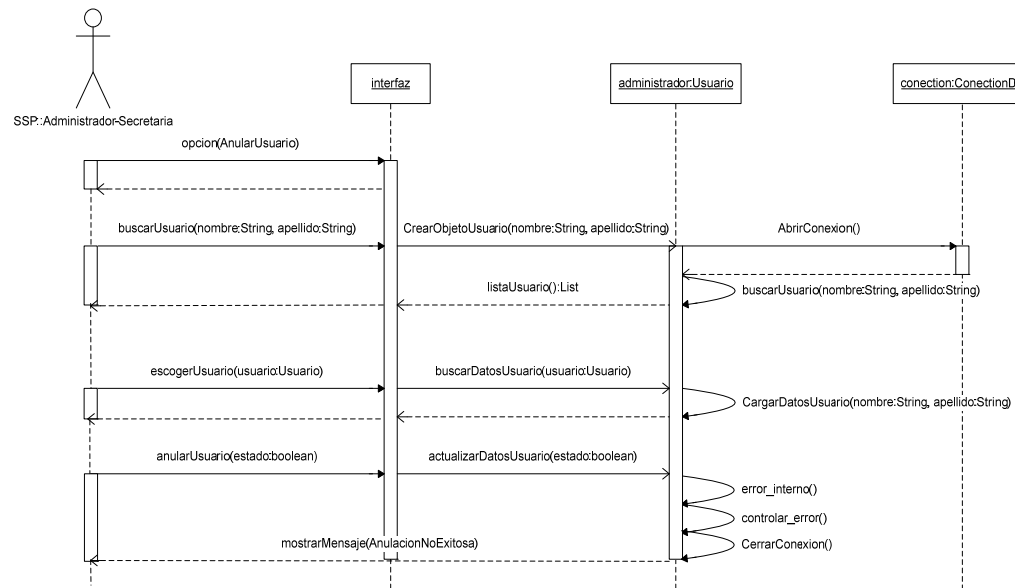 interfaz
administrador:Usuario
conection:ConectionD
SSP::Administrador-Secretaria
opcion(AnularUsuario)
buscarUsuario(nombre:String, apellido:String)
CrearObjetoUsuario(nombre:String, apellido:String)
AbrirConexion()
listaUsuario():List
buscarUsuario(nombre:String, apellido:String)
escogerUsuario(usuario:Usuario)
buscarDatosUsuario(usuario:Usuario)
CargarDatosUsuario(nombre:String, apellido:String)
anularUsuario(estado:boolean)
actualizarDatosUsuario(estado:boolean)
error_interno()
controlar_error()
mostrarMensaje(AnulacionNoExitosa)
CerrarConexion()